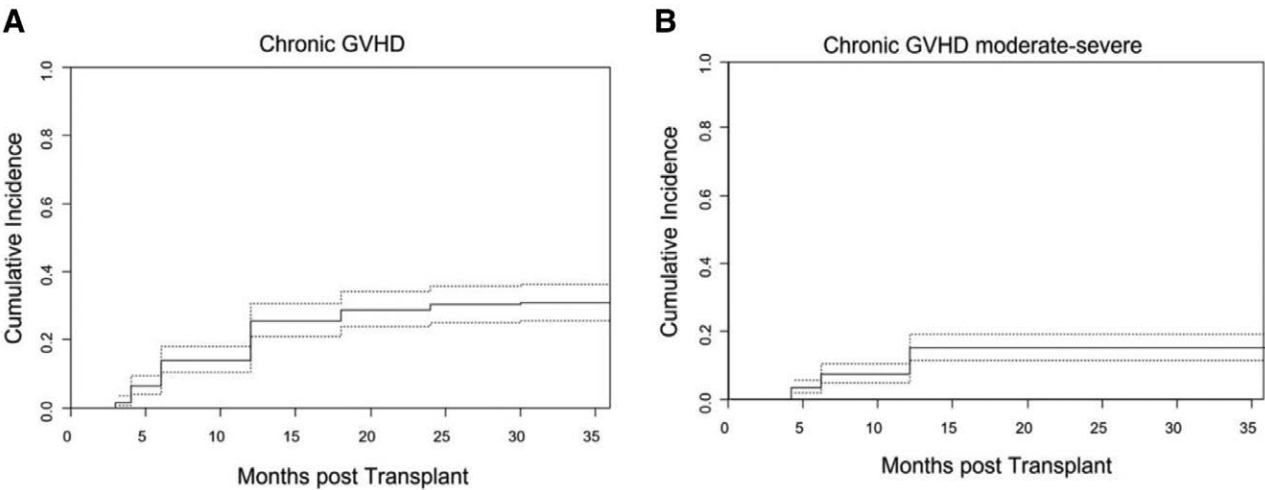 A
Chronic GVHD
Cumulative Incidence
1.0
0.8
0.6
0.4
0.2
0.0
0 5 10 15 20 25 30 35
Months post Transplant
B
Chronic GVHD moderate-severe
Cumulative Incidence
1.0
0.8
0.6
0.4
0.2
0.0
0 5 10 15 20 25 30 35
Months post Transplant